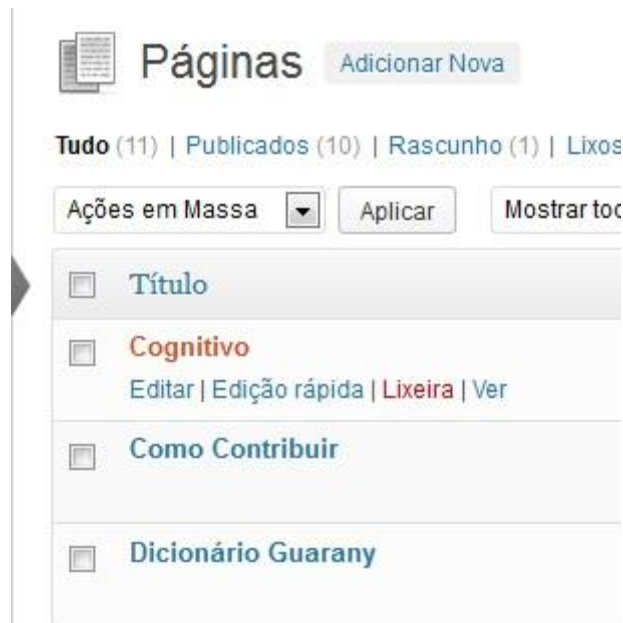 Páginas Adicionar Nova
Tudo (11) | Publicados (10) | Rascunho (1) | Lixos
Ações em Massa Aplicar Mostrar
Título
Cognitivo
Editar | Edição rápida | Lixeira | Ver
Como Contribuir
Dicionário Guarany